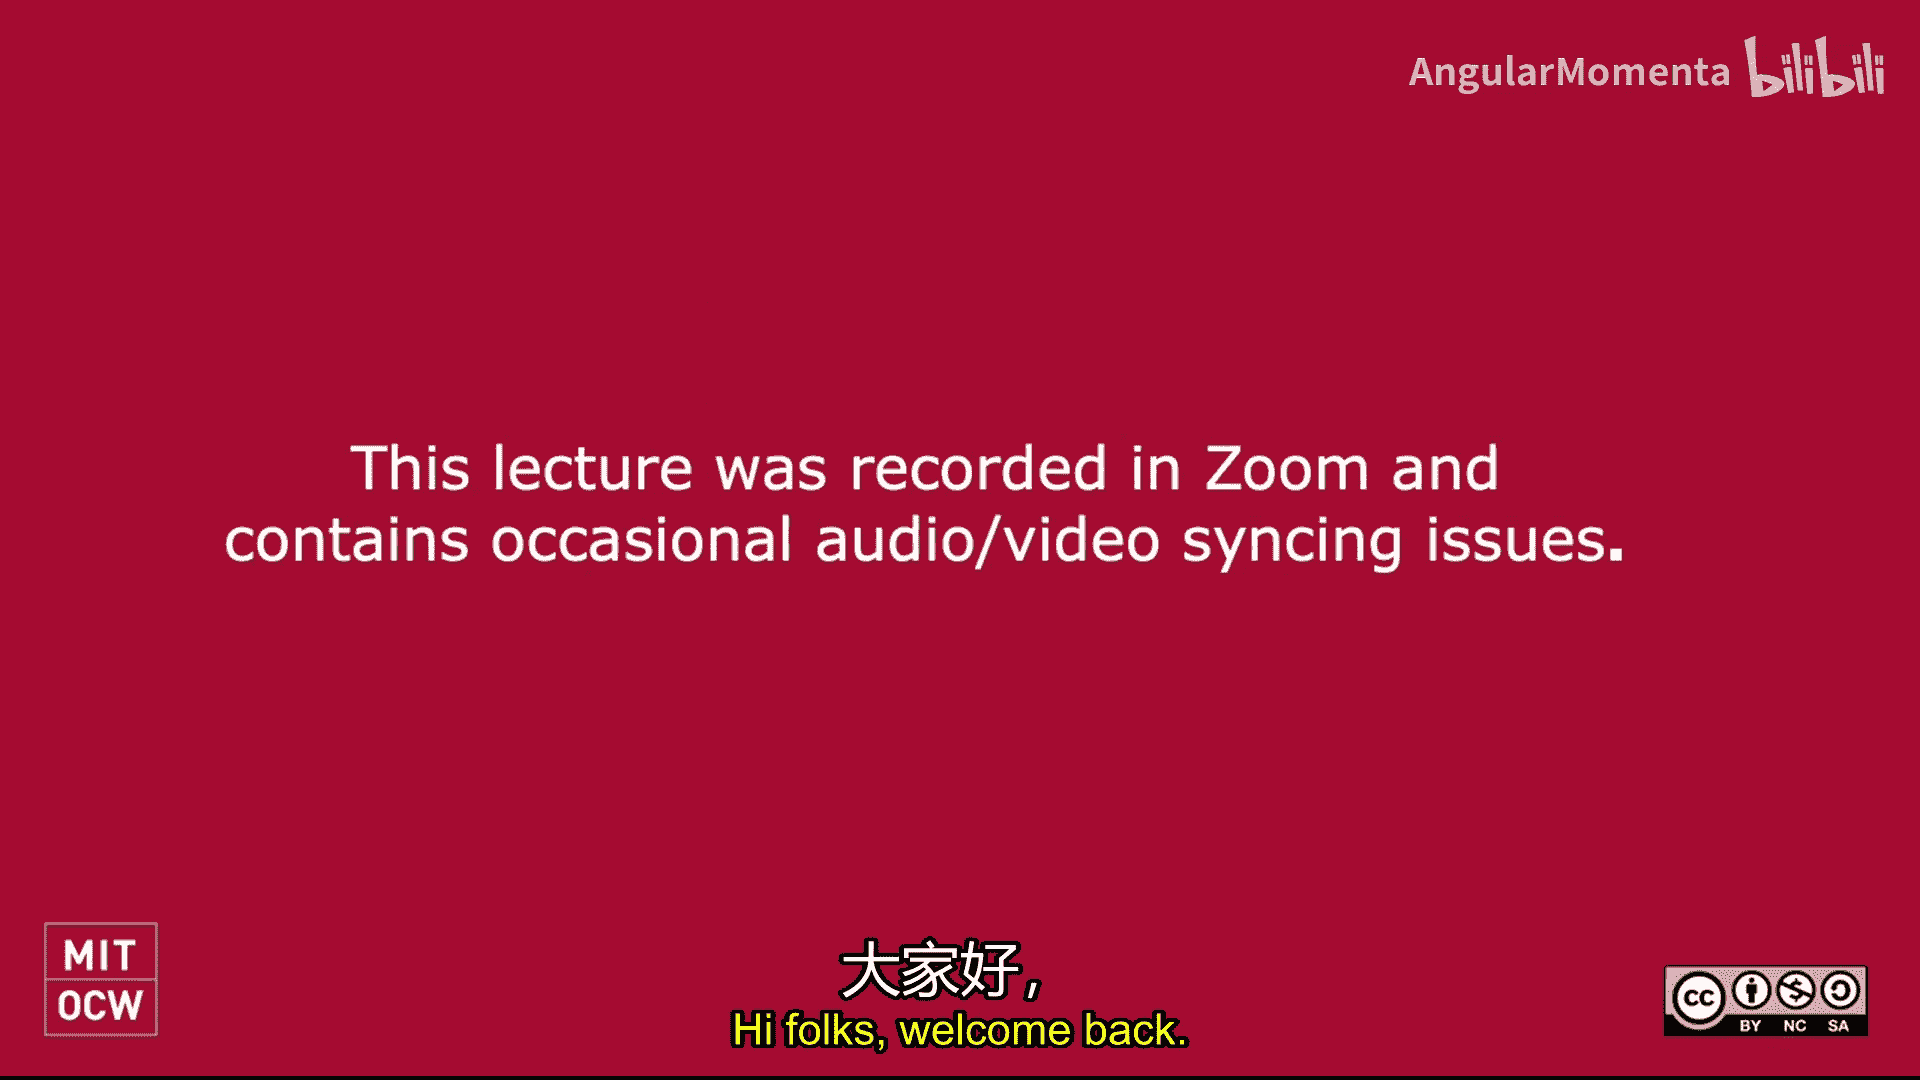 AngularMomenta bilibili
This lecture was recorded in Zoom and
contains occasional audio/video syncing issues.
MIT
OCW
大家好,
Hi folks, welcome back.
cc
BY NC SA